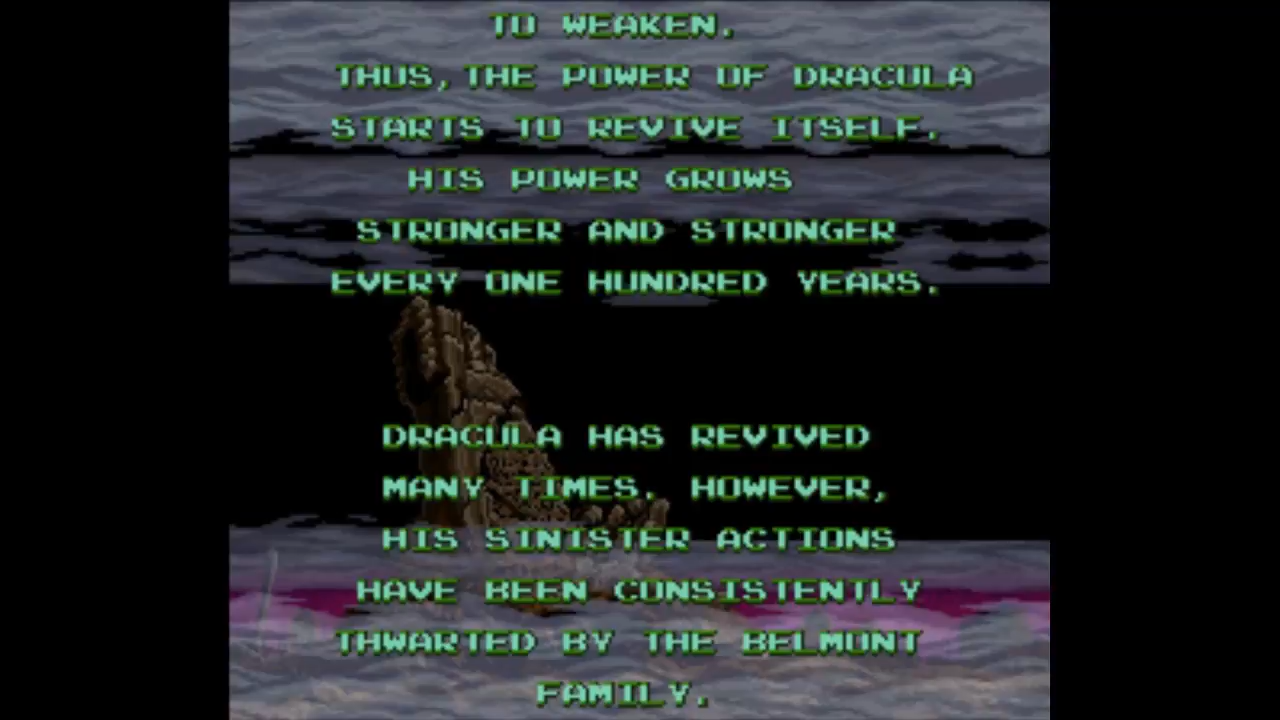 TO WEAKEN.
THUS,THE POWER OF DRACULA
STARTS TO REVIVE ITSELF.
HIS POWER GROWS
STRONGER AND STRONGER
EVERY ONE HUNDRED YEARS.
DRACULA HAS REVIVED
MANY TIMES. HOWEVER,
HIS SINISTER ACTIONS
HAVE BEEN CONSISTENTLY
THWARTED BY THE BELMONT
FAMILY.